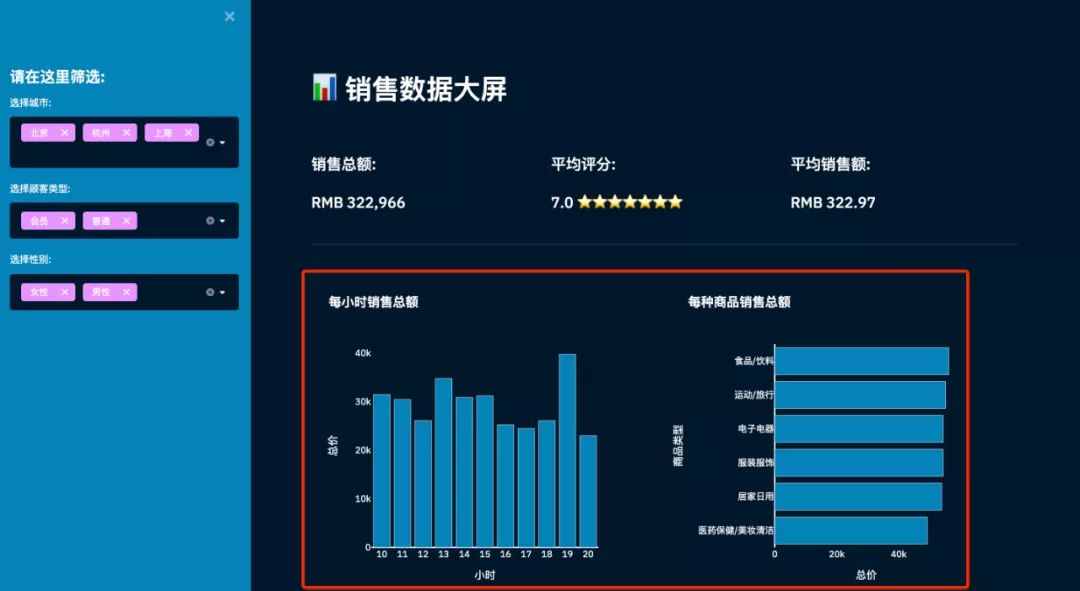 请在这里筛选:
选择城市:
北京 杭州 上海
选择顾客类型:
会员 普通
选择性别:
女性 男性
销售数据大屏
销售总额: 平均评分: 平均销售额:
RMB 322,966 7.0 RMB 322.97
每小时销售总额
40k
30k
20k
10k
0
总价
10 11 12 13 14 15 16 17 18 19 20
小时
每种商品销售总额
食品/饮料
运动/旅行
电子电器
服装服饰
居家日用
医药保健/美妆清洁
商品类型
0 20k 40k
总价